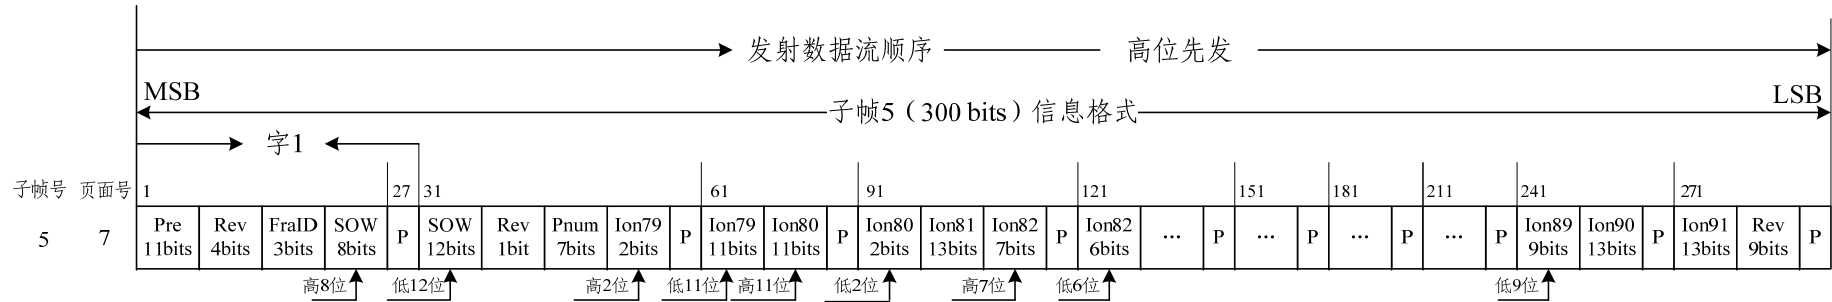 发射数据流顺序 高位先发
MSB LSB
子帧5（300 bits）信息格式
字1
子帧号 页面号 1 27 31 61 91 121 151 181 211 241 271
5 7 Pre 11bits Rev 4bits FraID 3bits SOW 8bits P SOW 12bits Rev 1bit Pnum 7bits Ion79 2bits P Ion79 11bits Ion80 11bits P Ion80 2bits Ion81 13bits Ion82 7bits P Ion82 6bits … P … P … P … P Ion89 9bits Ion90 13bits P Ion91 13bits Rev 9bits P
高8位 低12位 高2位 低11位 高11位 低2位 高7位 低6位 低9位